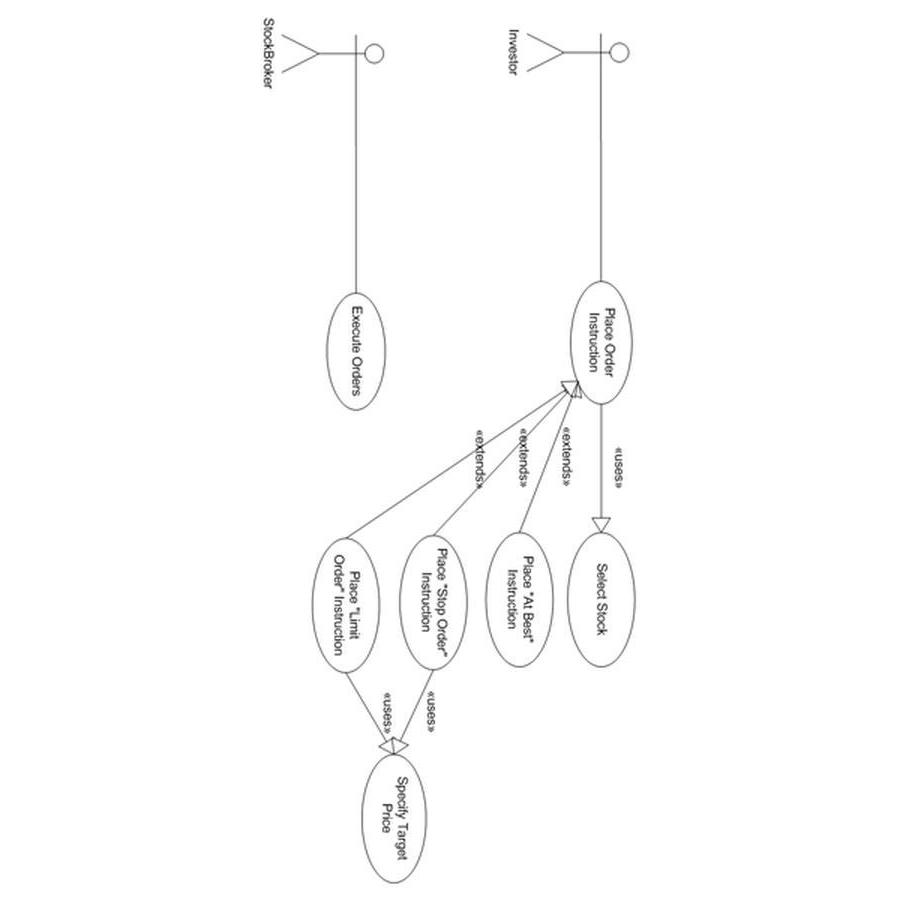 Investor
Place Order
Instruction
«uses»
Select Stock
«extends»
«extends»
«extends»
Place "At Best"
Instruction
Place "Stop Order"
Instruction
Place "Limit
Order" Instruction
«uses»
«uses»
Specify Target
Price
StockBroker
Execute Orders